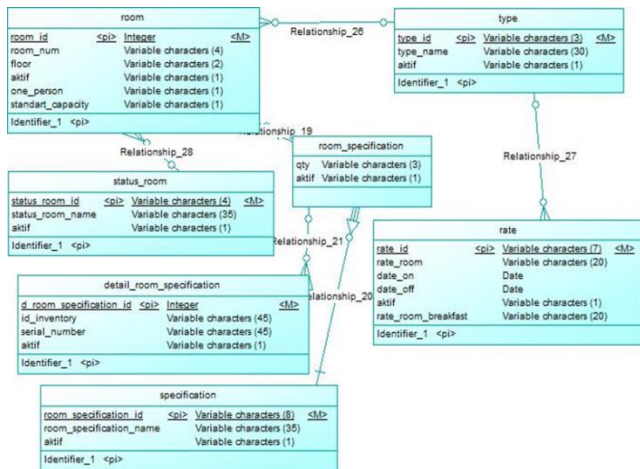 room
room_id <pi> Integer <M>
room_num Variable characters (4)
floor Variable characters (2)
aktif Variable characters (1)
one_person Variable characters (1)
standart_capacity Variable characters (1)
Identifier_1 <pi>
Relationship_26
type
type_id <pi> Variable characters (3) <M>
type_name Variable characters (30)
aktif Variable characters (1)
Identifier_1 <pi>
Relationship_19
Relationship_28
Relationship_27
room_specification
qty Variable characters (3)
aktif Variable characters (1)
status_room
status_room_id <pi> Variable characters (4) <M>
status_room_name Variable characters (35)
aktif Variable characters (1)
Identifier_1 <pi>
Relationship_21
rate
rate_id <pi> Variable characters (7) <M>
rate_room Variable characters (20)
date_on Date
date_off Date
aktif Variable characters (1)
rate_room_breakfast Variable characters (20)
Identifier_1 <pi>
detail_room_specification
d_room_specification_id <pi> Integer <M>
id_inventory Variable characters (45)
serial_number Variable characters (45)
aktif Variable characters (1)
Identifier_1 <pi>
elationship_20
specification
room_specification_id <pi> Variable characters (8) <M>
room_specification_name Variable characters (35)
aktif Variable characters (1)
Identifier_1 <pi>